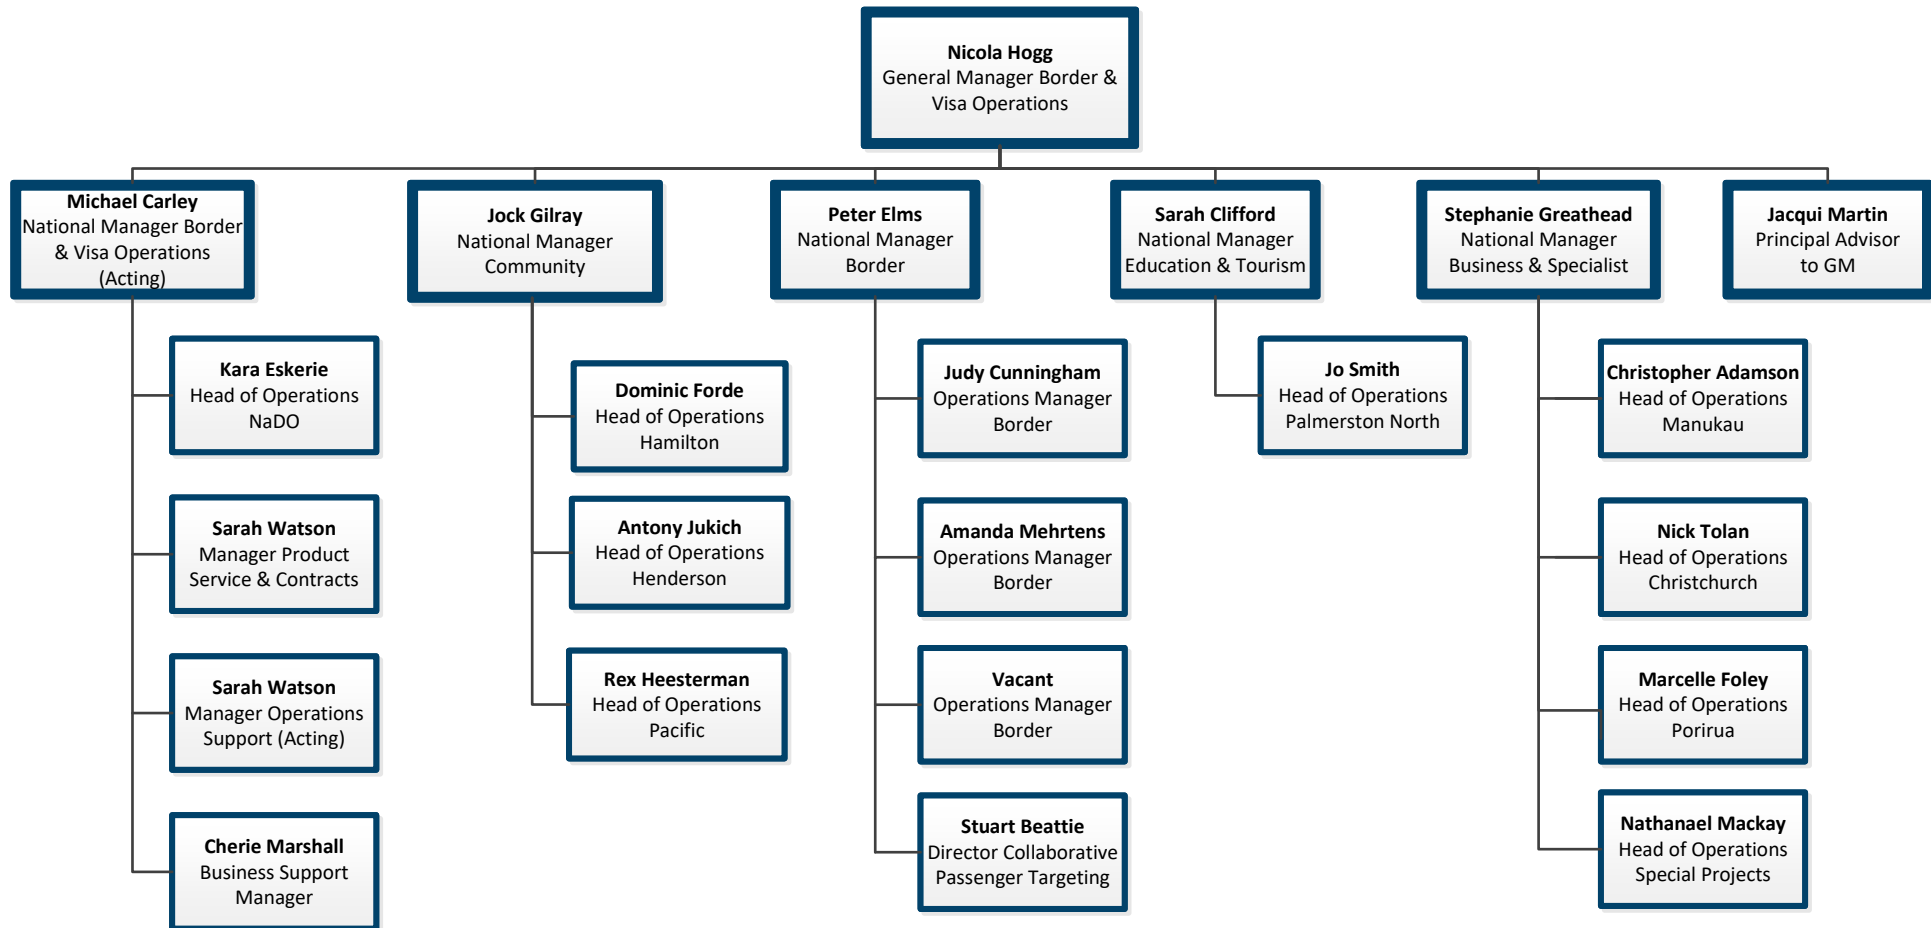 Nicola Hogg
General Manager Border &
Visa Operations
Michael Carley
National Manager Border
& Visa Operations
(Acting)
Jock Gilray
National Manager
Community
Peter Elms
National Manager
Border
Sarah Clifford
National Manager
Education & Tourism
Stephanie Greathead
National Manager
Business & Specialist
Jacqui Martin
Principal Advisor
to GM
Kara Eskerie
Head of Operations
NaDO
Sarah Watson
Manager Product
Service & Contracts
Sarah Watson
Manager Operations
Support (Acting)
Cherie Marshall
Business Support
Manager
Dominic Forde
Head of Operations
Hamilton
Antony Jukich
Head of Operations
Henderson
Rex Heesterman
Head of Operations
Pacific
Judy Cunningham
Operations Manager
Border
Amanda Mehrtens
Operations Manager
Border
Vacant
Operations Manager
Border
Stuart Beattie
Director Collaborative
Passenger Targeting
Jo Smith
Head of Operations
Palmerston North
Christopher Adamson
Head of Operations
Manukau
Nick Tolan
Head of Operations
Christchurch
Marcelle Foley
Head of Operations
Porirua
Nathanael Mackay
Head of Operations
Special Projects